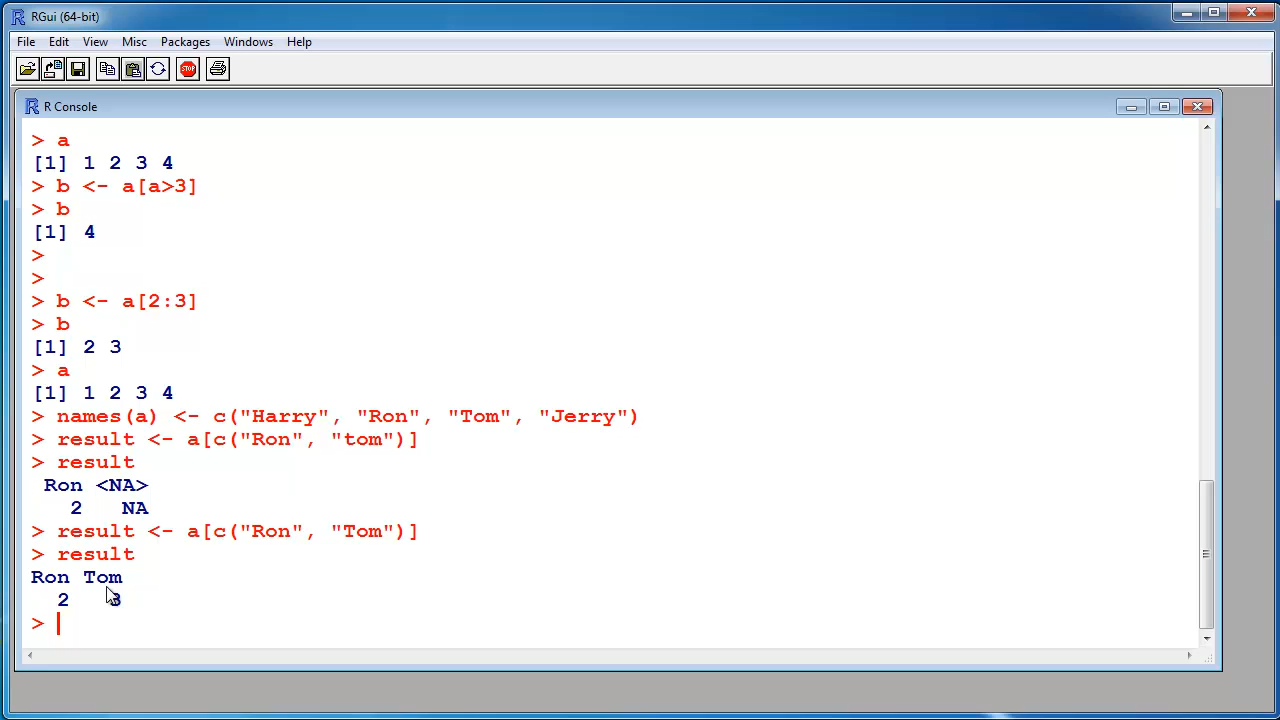 RGui (64-bit)
File Edit View Misc Packages Windows Help
STOP
R Console
> a
[1] 1 2 3 4
> b <- a[a>3]
> b
[1] 4
>
>
> b <- a[2:3]
> b
[1] 2 3
> a
[1] 1 2 3 4
> names(a) <- c("Harry", "Ron", "Tom", "Jerry")
> result <- a[c("Ron", "tom")]
> result
Ron <NA>
2 NA
> result <- a[c("Ron", "Tom")]
> result
Ron Tom
2 3
>